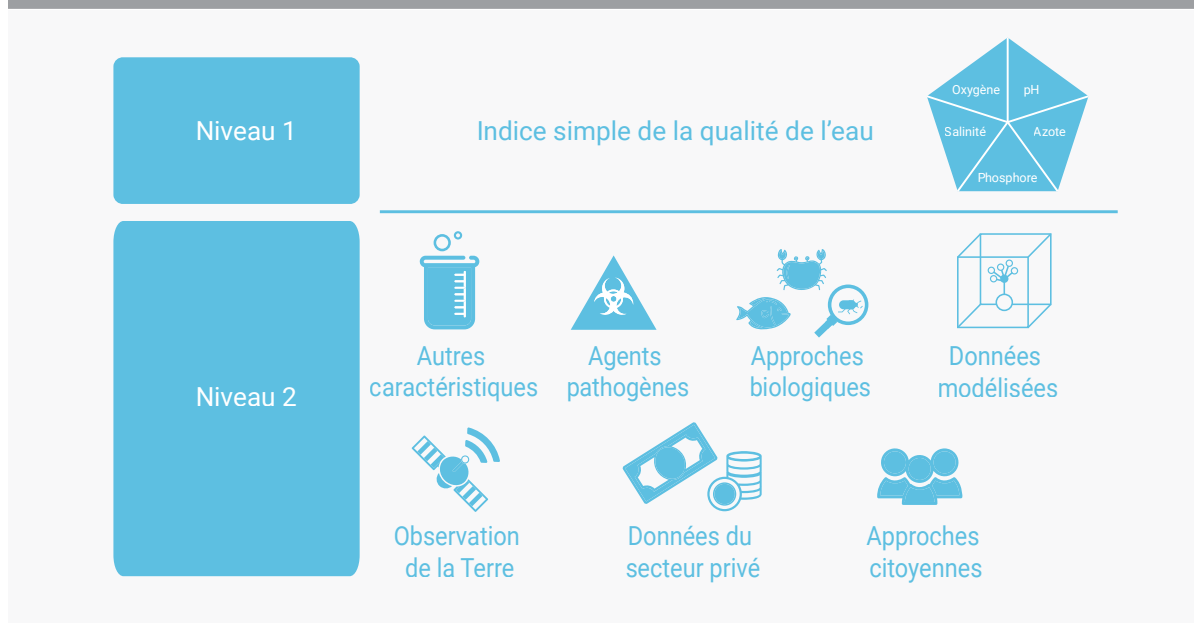 Niveau 1
Indice simple de la qualité de l’eau
Oxygène
pH
Salinité
Azote
Phosphore
Niveau 2
Autres
caractéristiques
Agents
pathogènes
Approches
biologiques
Données
modélisées
Observation
de la Terre
Données du
secteur privé
Approches
citoyennes